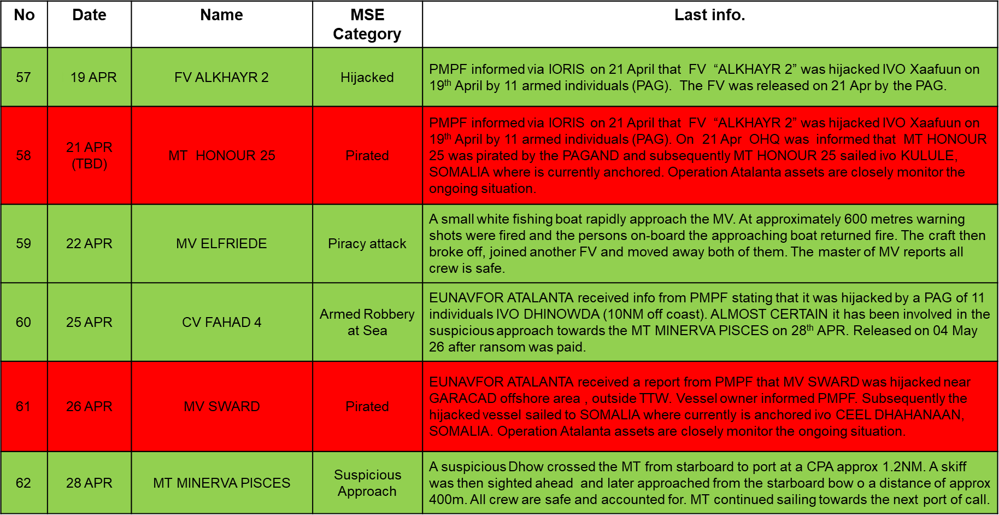 No Date Name MSE Category Last info.
57 19 APR FV ALKHAYR 2 Hijacked
PMPF informed via IORIS on 21 April that FV “ALKHAYR 2” was hijacked IVO Xaafuun on
19th April by 11 armed individuals (PAG). The FV was released on 21 Apr by the PAG.
58
21 APR
(TBD)
MT HONOUR 25
Pirated
PMPF informed via IORIS on 21 April that FV “ALKHAYR 2” was hijacked IVO Xaafuun on
19th April by 11 armed individuals (PAG). On 21 Apr OHQ was informed that MT HONOUR
25 was pirated by the PAGAND and subsequently MT HONOUR 25 sailed ivo KULULE,
SOMALIA where is currently anchored. Operation Atalanta assets are closely monitor the
ongoing situation.
59
22 APR
MV ELFRIEDE
Piracy attack
A small white fishing boat rapidly approach the MV. At approximately 600 metres warning
shots were fired and the persons on-board the approaching boat returned fire. The craft then
broke off, joined another FV and moved away both of them. The master of MV reports all
crew is safe.
60
25 APR
CV FAHAD 4
Armed Robbery
at Sea
EUNAVFOR ATALANTA received info from PMPF stating that it was hijacked by a PAG of 11
individuals IVO DHINOWDA (10NM off coast). ALMOST CERTAIN it has been involved in the
suspicious approach towards the MT MINERVA PISCES on 28th APR. Released on 04 May
26 after ransom was paid.
61
26 APR
MV SWARD
Pirated
EUNAVFOR ATALANTA received a report from PMPF that MV SWARD was hijacked near
GARACAD offshore area , outside TTW. Vessel owner informed PMPF. Subsequently the
hijacked vessel sailed to SOMALIA where currently is anchored ivo CEEL DHAHANAAN,
SOMALIA. Operation Atalanta assets are closely monitor the ongoing situation.
62
28 APR
MT MINERVA PISCES
Suspicious
Approach
A suspicious Dhow crossed the MT from starboard to port at a CPA approx 1.2NM. A skiff
was then sighted ahead and later approached from the starboard bow o a distance of approx
400m. All crew are safe and accounted for. MT continued sailing towards the next port of call.